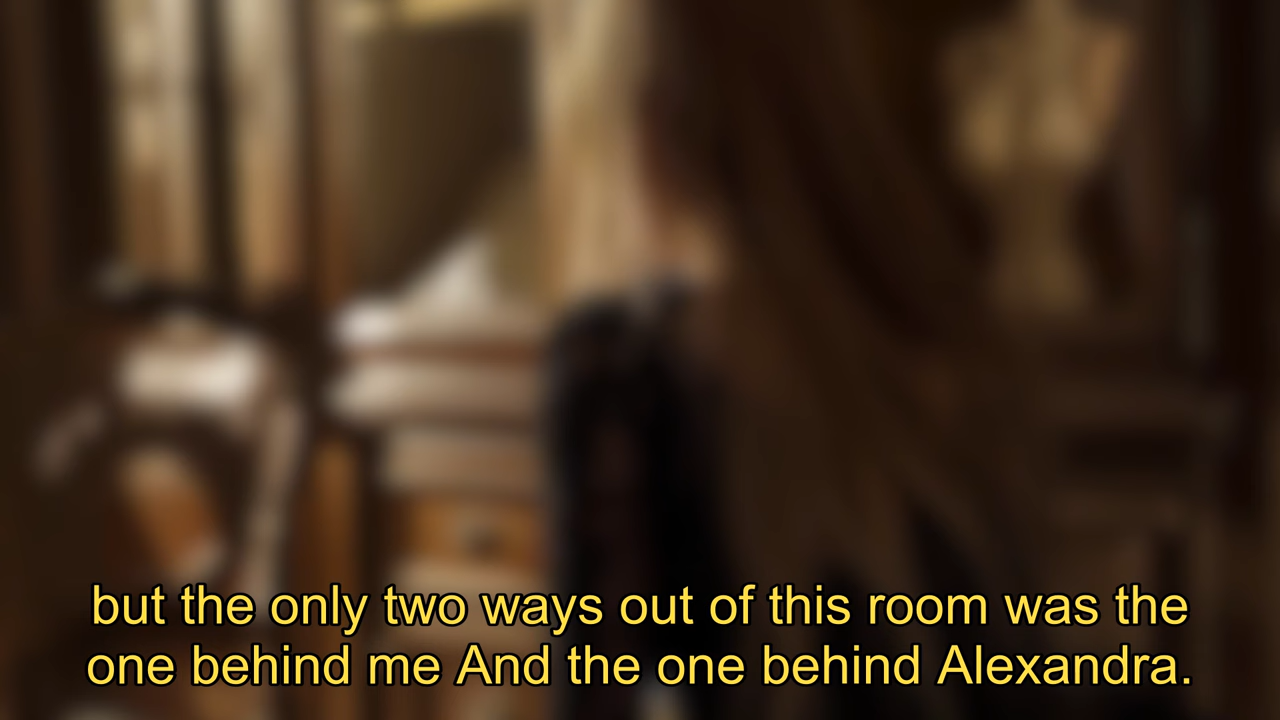 but the only two ways out of this room was the
one behind me And the one behind Alexandra.